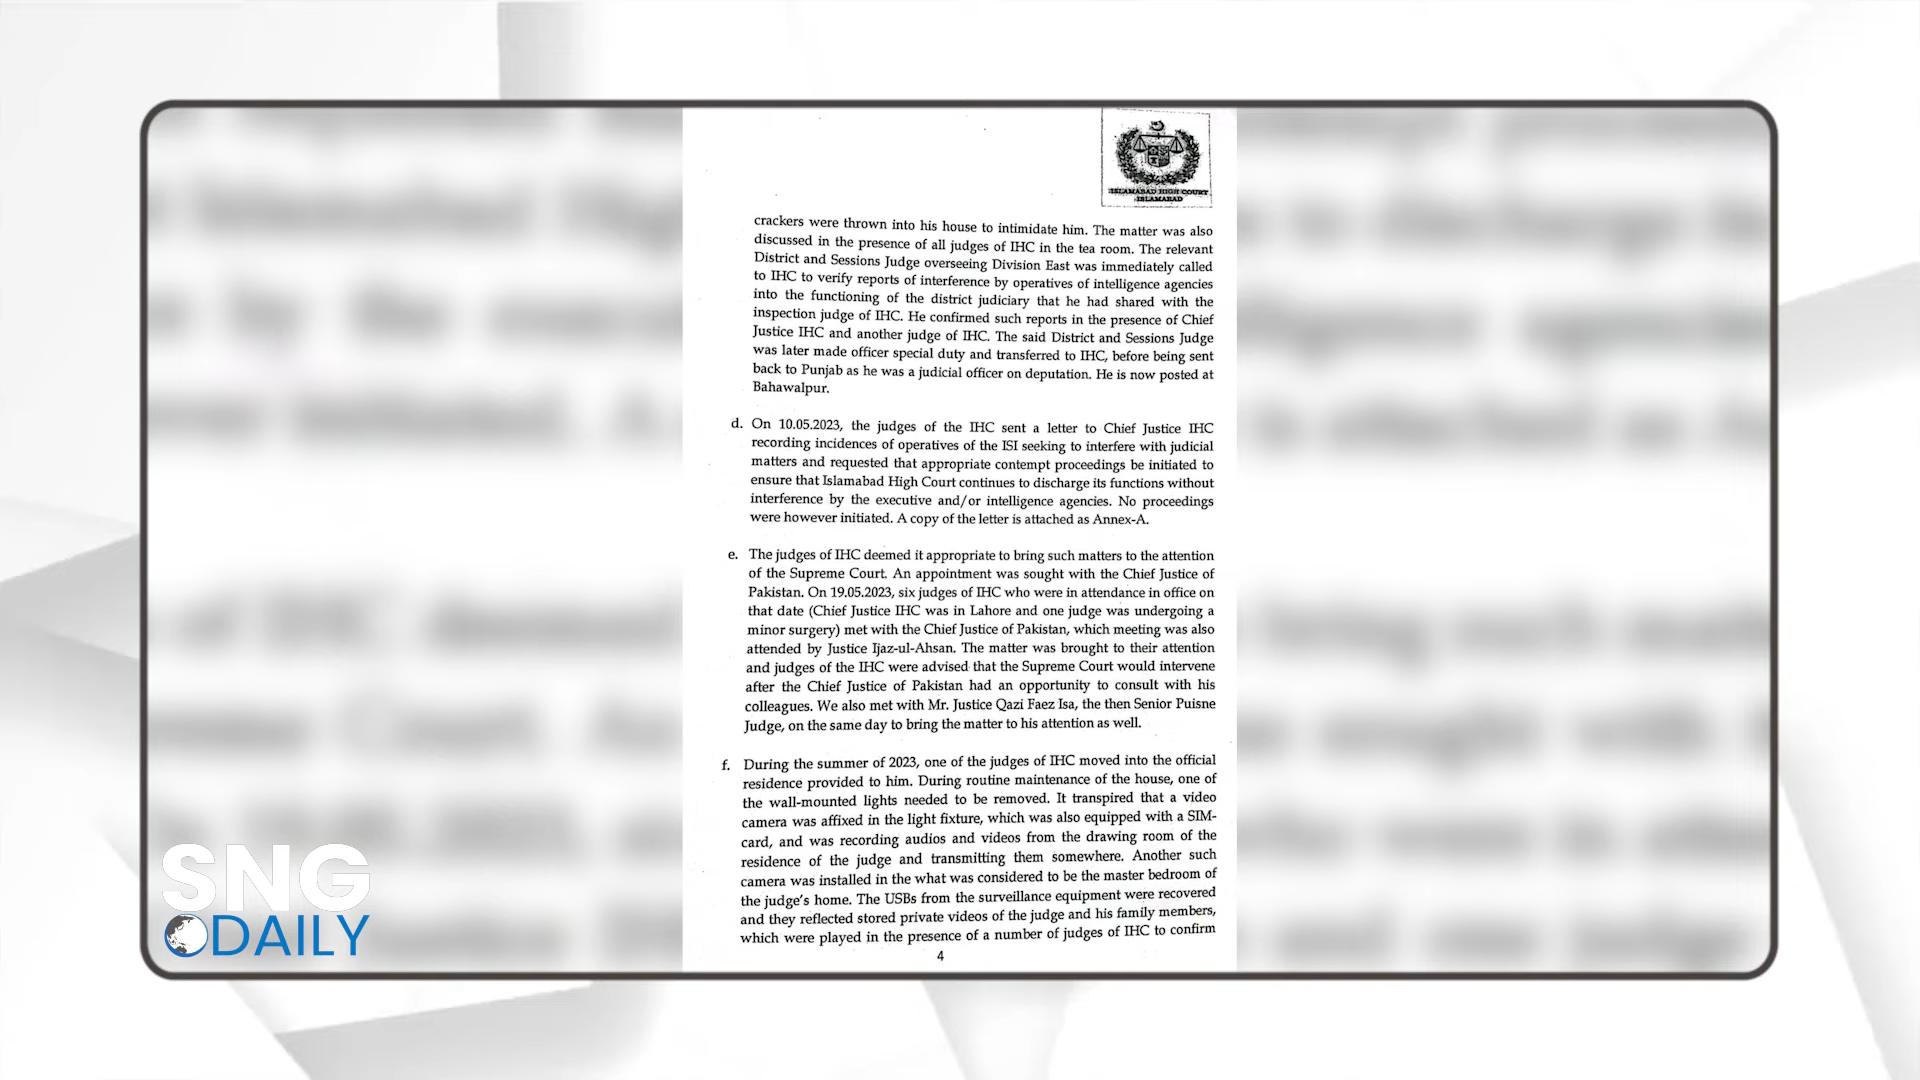 ISLAMABAD HIGH COURT
ISLAMABAD
crackers were thrown into his house to intimidate him. The matter was also
discussed in the presence of all judges of IHC in the tea room. The relevant
District and Sessions Judge overseeing Division East was immediately called
to IHC to verify reports of interference by operatives of intelligence agencies
into the functioning of the district judiciary that he had shared with the
inspection judge of IHC. He confirmed such reports in the presence of Chief
Justice IHC and another judge of IHC. The said District and Sessions Judge
was later made officer special duty and transferred to IHC, before being sent
back to Punjab as he was a judicial officer on deputation. He is now posted at
Bahawalpur.
d. On 10.05.2023, the judges of the IHC sent a letter to Chief Justice IHC
recording incidences of operatives of the ISI seeking to interfere with judicial
matters and requested that appropriate contempt proceedings be initiated to
ensure that Islamabad High Court continues to discharge its functions without
interference by the executive and/or intelligence agencies. No proceedings
were however initiated. A copy of the letter is attached as Annex-A.
e. The judges of IHC deemed it appropriate to bring such matters to the attention
of the Supreme Court. An appointment was sought with the Chief Justice of
Pakistan. On 19.05.2023, six judges of IHC who were in attendance in office on
that date (Chief Justice IHC was in Lahore and one judge was undergoing a
minor surgery) met with the Chief Justice of Pakistan, which meeting was also
attended by Justice Ijaz-ul-Ahsan. The matter was brought to their attention
and judges of the IHC were advised that the Supreme Court would intervene
after the Chief Justice of Pakistan had an opportunity to consult with his
colleagues. We also met with Mr. Justice Qazi Faez Isa, the then Senior Puisne
Judge, on the same day to bring the matter to his attention as well.
f. During the summer of 2023, one of the judges of IHC moved into the official
residence provided to him. During routine maintenance of the house, one of
the wall-mounted lights needed to be removed. It transpired that a video
camera was affixed in the light fixture, which was also equipped with a SIM-
card, and was recording audios and videos from the drawing room of the
residence of the judge and transmitting them somewhere. Another such
camera was installed in the what was considered to be the master bedroom of
the judge's home. The USBs from the surveillance equipment were recovered
and they reflected stored private videos of the judge and his family members,
which were played in the presence of a number of judges of IHC to confirm
4
SNG
DAILY